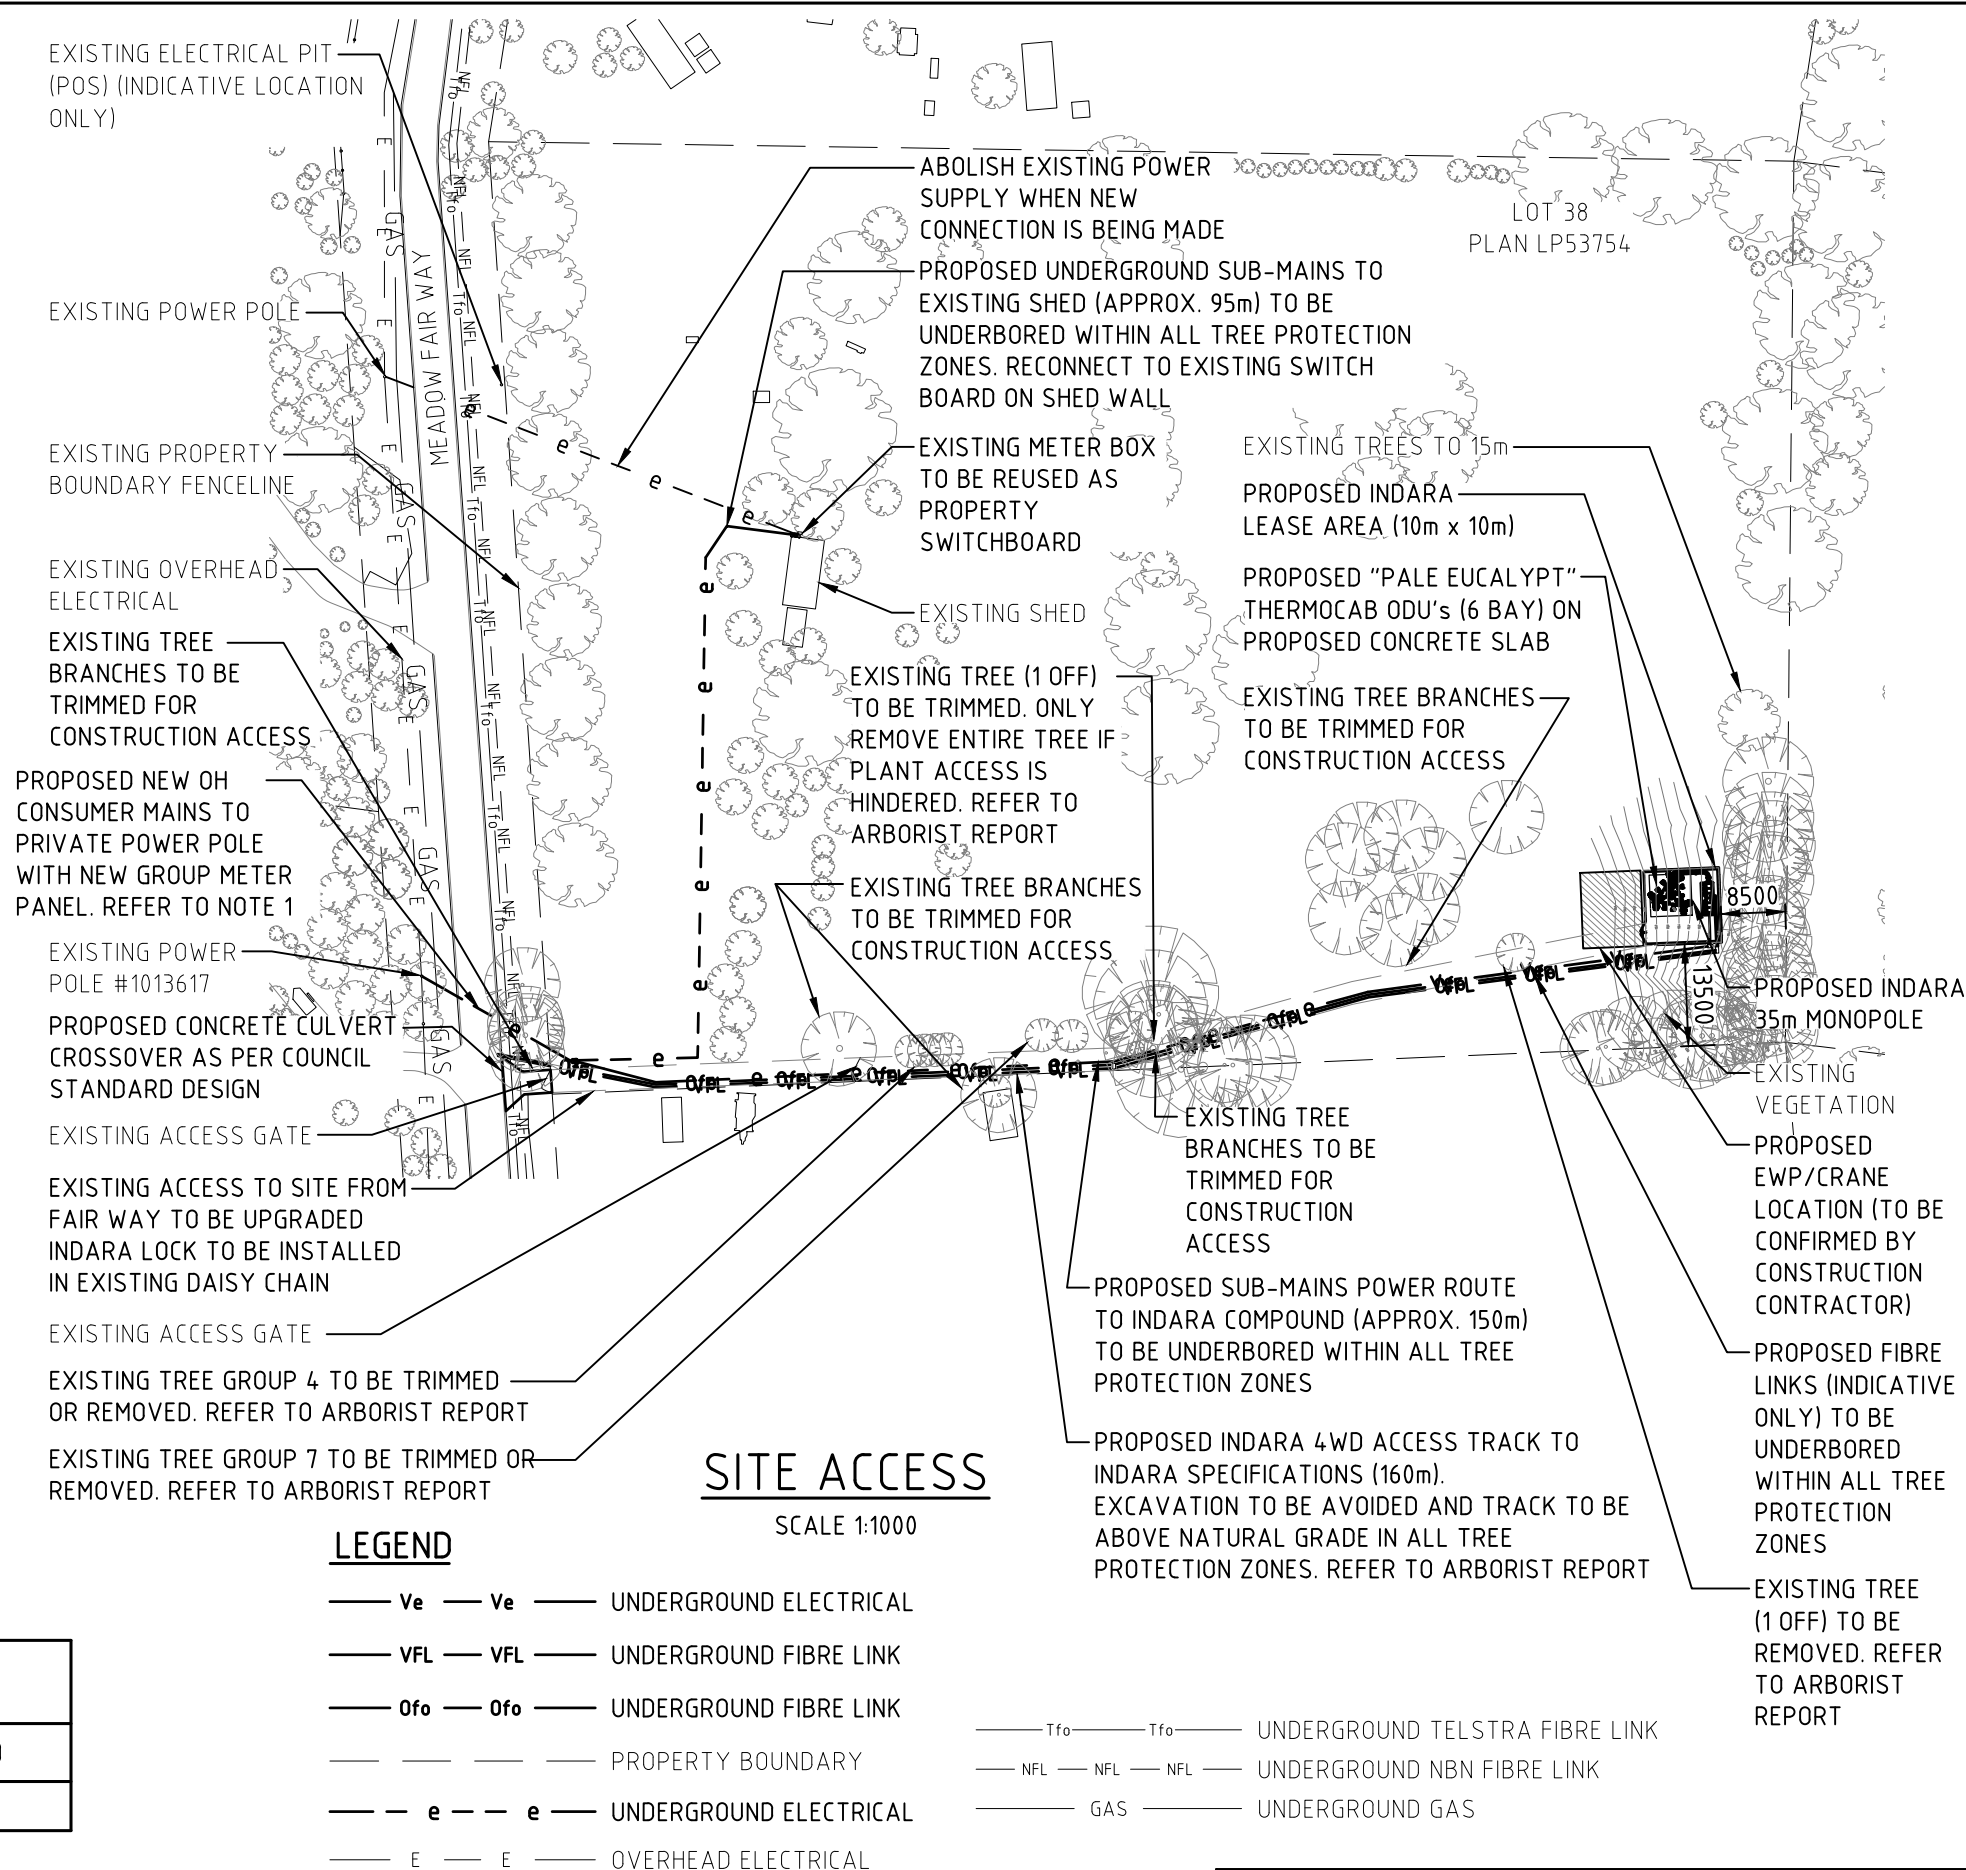 EXISTING ELECTRICAL PIT
(POS) (INDICATIVE LOCATION
ONLY)
EXISTING POWER POLE
EXISTING PROPERTY
BOUNDARY FENCELINE
EXISTING OVERHEAD
ELECTRICAL
EXISTING TREE
BRANCHES TO BE
TRIMMED FOR
CONSTRUCTION ACCESS
PROPOSED NEW OH
CONSUMER MAINS TO
PRIVATE POWER POLE
WITH NEW GROUP METER
PANEL. REFER TO NOTE 1
EXISTING POWER
POLE #1013617
PROPOSED CONCRETE CULVERT
CROSSOVER AS PER COUNCIL
STANDARD DESIGN
EXISTING ACCESS GATE
EXISTING ACCESS TO SITE FROM
FAIR WAY TO BE UPGRADED
INDARA LOCK TO BE INSTALLED
IN EXISTING DAISY CHAIN
EXISTING ACCESS GATE
EXISTING TREE GROUP 4 TO BE TRIMMED
OR REMOVED. REFER TO ARBORIST REPORT
EXISTING TREE GROUP 7 TO BE TRIMMED OR
REMOVED. REFER TO ARBORIST REPORT
MEADOW FAIR WAY
ABOLISH EXISTING POWER
SUPPLY WHEN NEW
CONNECTION IS BEING MADE
PROPOSED UNDERGROUND SUB-MAINS TO
EXISTING SHED (APPROX. 95m) TO BE
UNDERBORED WITHIN ALL TREE PROTECTION
ZONES. RECONNECT TO EXISTING SWITCH
BOARD ON SHED WALL
EXISTING METER BOX
TO BE REUSED AS
PROPERTY
SWITCHBOARD
EXISTING SHED
EXISTING TREE (1 OFF)
TO BE TRIMMED. ONLY
REMOVE ENTIRE TREE IF
PLANT ACCESS IS
HINDERED. REFER TO
ARBORIST REPORT
EXISTING TREE BRANCHES
TO BE TRIMMED FOR
CONSTRUCTION ACCESS
LOT 38
PLAN LP53754
EXISTING TREES TO 15m
PROPOSED INDARA
LEASE AREA (10m x 10m)
PROPOSED "PALE EUCALYPT"
THERMOCAB ODU's (6 BAY) ON
PROPOSED CONCRETE SLAB
EXISTING TREE BRANCHES
TO BE TRIMMED FOR
CONSTRUCTION ACCESS
8500
13500
PROPOSED INDARA
35m MONOPOLE
EXISTING
VEGETATION
PROPOSED
EWP/CRANE
LOCATION (TO BE
CONFIRMED BY
CONSTRUCTION
CONTRACTOR)
PROPOSED FIBRE
LINKS (INDICATIVE
ONLY) TO BE
UNDERBORED
WITHIN ALL TREE
PROTECTION
ZONES
EXISTING TREE
(1 OFF) TO BE
REMOVED. REFER
TO ARBORIST
REPORT
EXISTING TREE
BRANCHES TO BE
TRIMMED FOR
CONSTRUCTION
ACCESS
PROPOSED SUB-MAINS POWER ROUTE
TO INDARA COMPOUND (APPROX. 150m)
TO BE UNDERBORED WITHIN ALL TREE
PROTECTION ZONES
PROPOSED INDARA 4WD ACCESS TRACK TO
INDARA SPECIFICATIONS (160m).
EXCAVATION TO BE AVOIDED AND TRACK TO BE
ABOVE NATURAL GRADE IN ALL TREE
PROTECTION ZONES. REFER TO ARBORIST REPORT
SITE ACCESS
SCALE 1:1000
LEGEND
Ve Ve UNDERGROUND ELECTRICAL
VFL VFL UNDERGROUND FIBRE LINK
Ofo Ofo UNDERGROUND FIBRE LINK
PROPERTY BOUNDARY
e e UNDERGROUND ELECTRICAL
E E OVERHEAD ELECTRICAL
Tfo Tfo UNDERGROUND TELSTRA FIBRE LINK
NFL NFL NFL UNDERGROUND NBN FIBRE LINK
GAS UNDERGROUND GAS